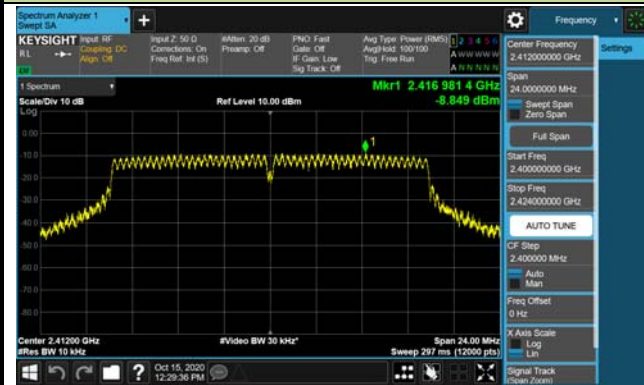 Spectrum Analyzer 1
Swept SA
+
Frequency
KEYSIGHT
Input: RF
Coupling: DC
Align: Off
Input Z: 50 Ω
Corrections: On
Freq Ref: Int (S)
#Atten: 20 dB
Preamp: Off
PNO: Fast
Gate: Off
IF Gain: Low
Sig Track: Off
Avg Type: Power (RMS)
Avg|Hold: 100/100
Trig: Free Run
1 2 3 4 5 6
A W W W W W
A N N N N N
RL
1 Spectrum
Scale/Div 10 dB
Ref Level 10.00 dBm
Mkr1 2.416 981 4 GHz
-8.849 dBm
Log
0.00
-10.0
-20.0
-30.0
-40.0
-50.0
-60.0
-70.0
-80.0
1
Center 2.41200 GHz
#Res BW 10 kHz
#Video BW 30 kHz*
Span 24.00 MHz
Sweep 297 ms (12000 pts)
Oct 15, 2020
12:29:36 PM
Settings
Center Frequency
2.412000000 GHz
Span
24.0000000 MHz
Swept Span
Zero Span
Full Span
Start Freq
2.400000000 GHz
Stop Freq
2.424000000 GHz
AUTO TUNE
CF Step
2.400000 MHz
Auto
Man
Freq Offset
0 Hz
X Axis Scale
Log
Lin
Signal Track
(Span Zoom)